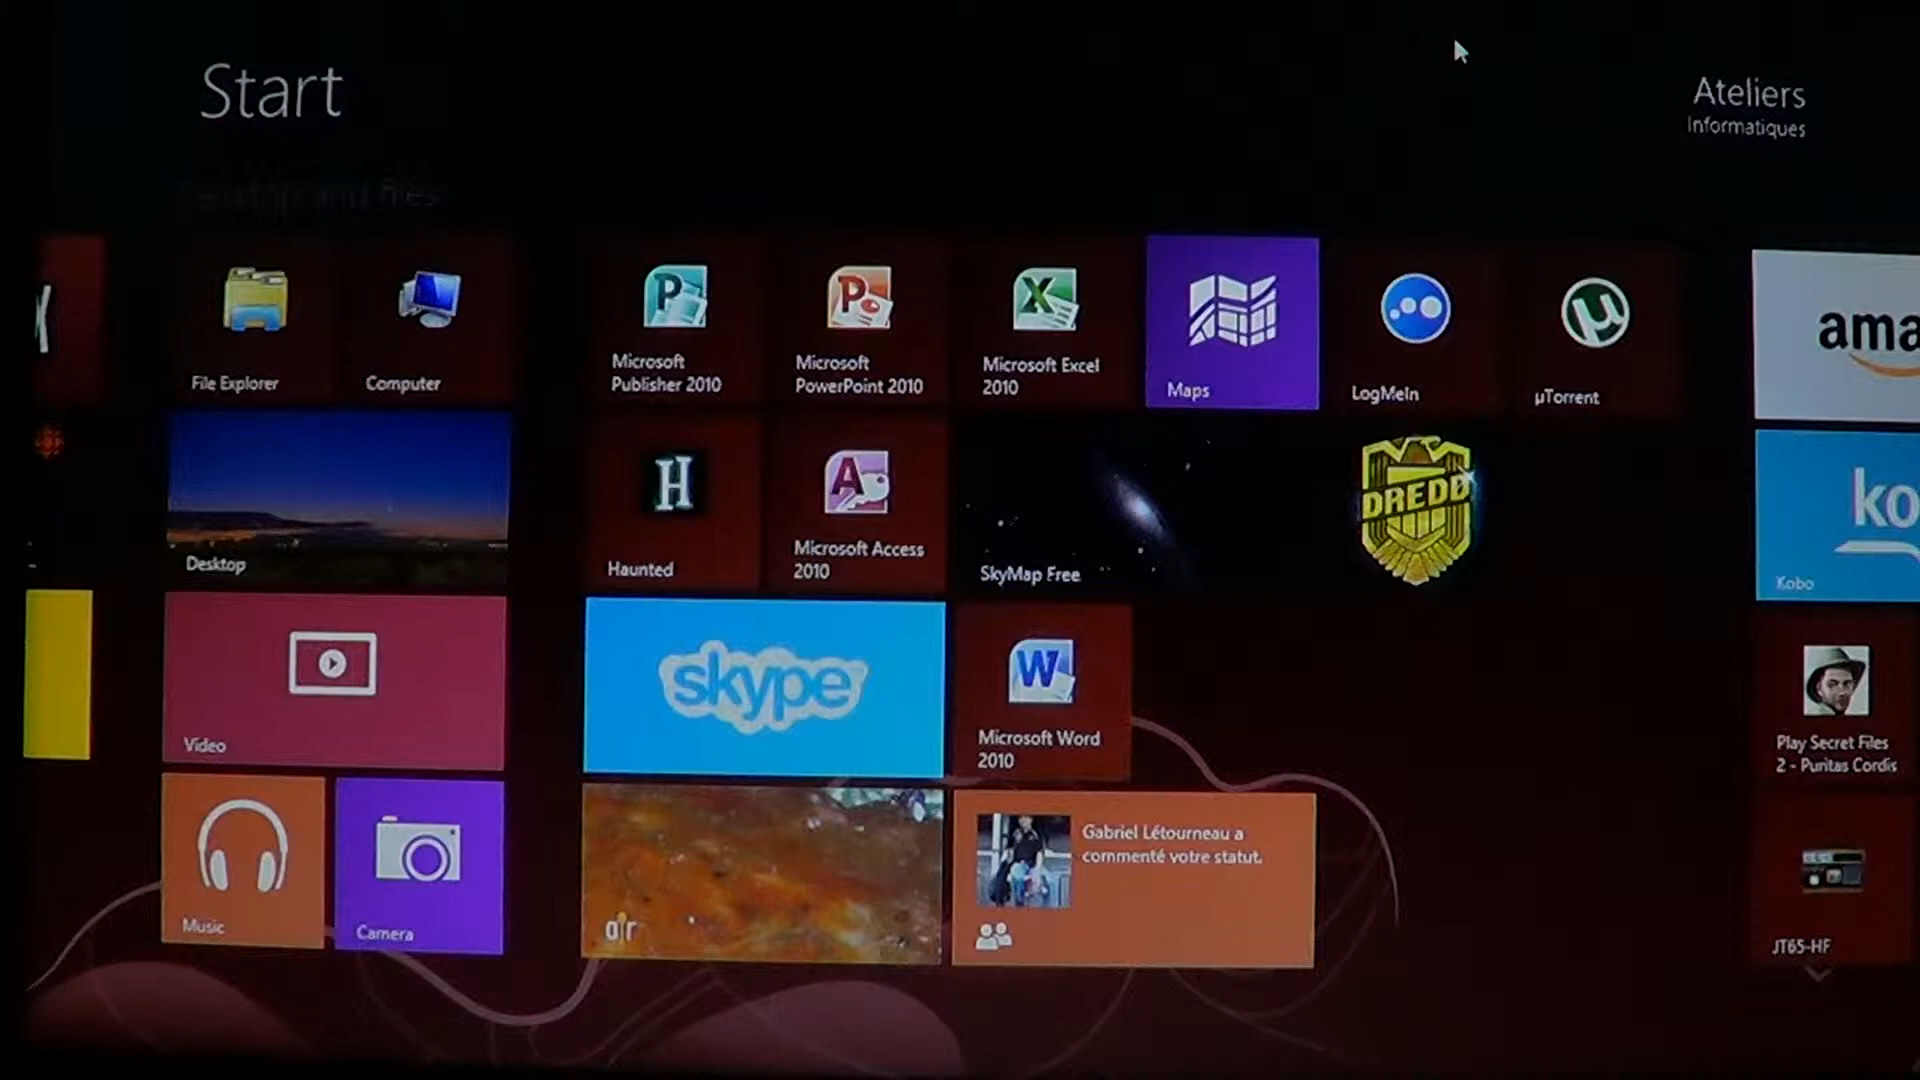 Start
Ateliers
Informatiques
File Explorer
Computer
Microsoft
Publisher 2010
Microsoft
PowerPoint 2010
Microsoft Excel
2010
Maps
LogMeIn
µTorrent
Desktop
H
Haunted
Microsoft Access
2010
SkyMap Free
DREDD
Kobo
Video
skype
Microsoft Word
2010
Play Secret Files
2 - Puritas Cordis
Music
Camera
Gabriel Létourneau a
commenté votre statut.
JT65-HF